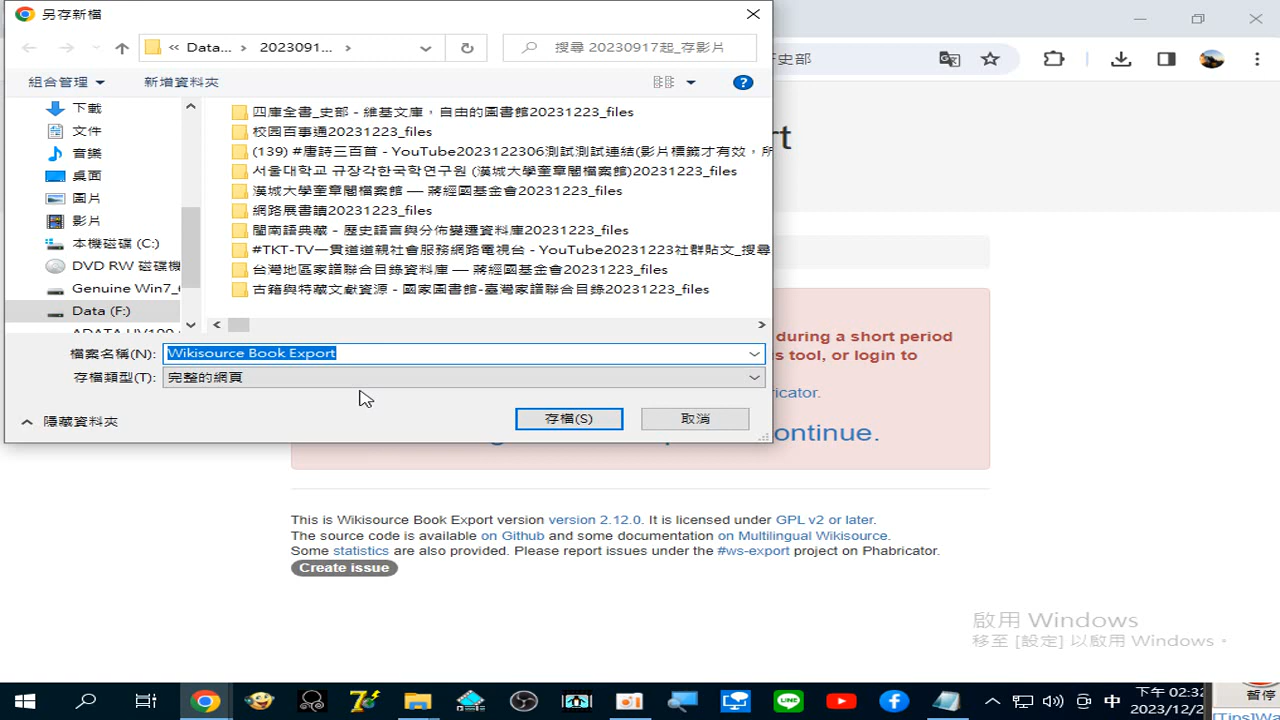 另存新檔
« Data... › 2023091... ›
搜尋 20230917起_存影片
組合管理
新增資料夾
下載
文件
音樂
桌面
圖片
影片
本機磁碟 (C:)
DVD RW 磁碟機
Genuine Win7_
Data (F:)
四庫全書_史部 - 維基文庫，自由的圖書館20231223_files
校园百事通20231223_files
(139) #唐詩三百首 - YouTube2023122306測試測試連結(影片標籤才有效，所
서울대학교 규장각한국학연구원 (漢城大學奎章閣檔案館)20231223_files
漢城大學奎章閣檔案館 — 蔣經國基金會20231223_files
網路展書讀20231223_files
閩南語典藏 - 歷史語言與分佈變遷資料庫20231223_files
#TKT-TV一貫道道親社會服務網路電視台 - YouTube20231223社群貼文_搜尋
台灣地區家譜聯合目錄資料庫 — 蔣經國基金會20231223_files
古籍與特藏文獻資源 - 國家圖書館-臺灣家譜聯合目錄20231223_files
檔案名稱(N): Wikisource Book Export
存檔類型(T): 完整的網頁
隱藏資料夾
存檔(S)
取消
史部
rt
during a short period
s tool, or login to
ricator.
ontinue.
This is Wikisource Book Export version version 2.12.0. It is licensed under GPL v2 or later.
The source code is available on Github and some documentation on Multilingual Wikisource.
Some statistics are also provided. Please report issues under the #ws-export project on Phabricator.
Create issue
啟用 Windows
移至 [設定] 以啟用 Windows。
中
下午 02:32
2023/12/2
暫停
[Tips]Wa